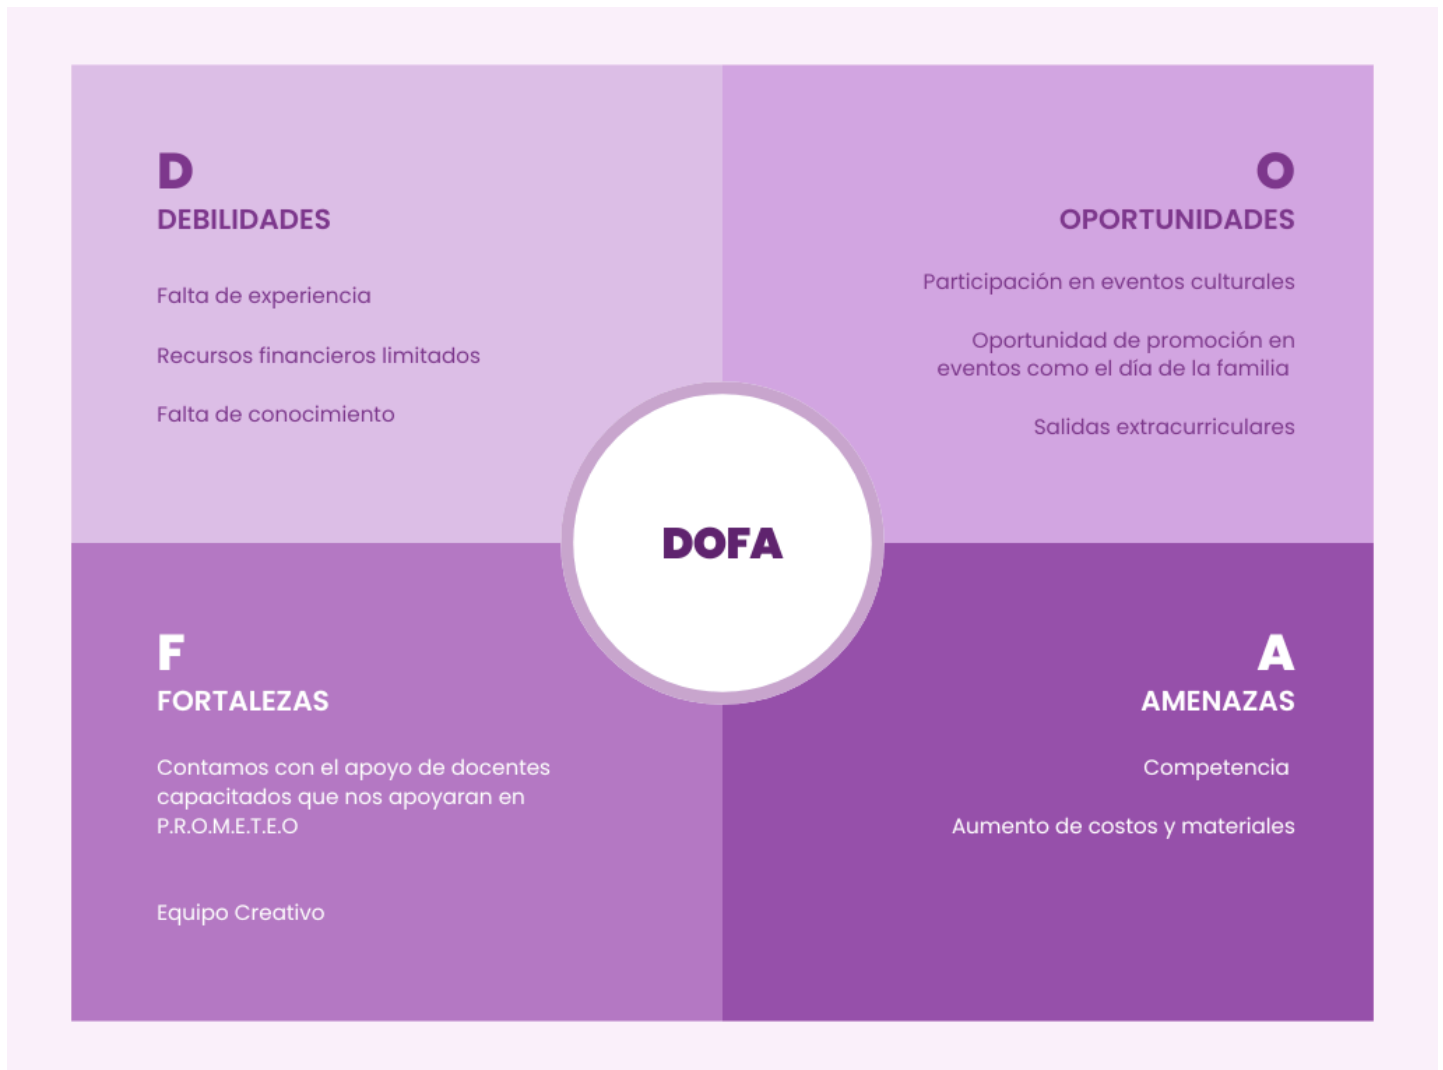 D
DEBILIDADES
Falta de experiencia
Recursos financieros limitados
Falta de conocimiento
O
OPORTUNIDADES
Participación en eventos culturales
Oportunidad de promoción en
eventos como el día de la familia
Salidas extracurriculares
DOFA
F
FORTALEZAS
Contamos con el apoyo de docentes
capacitados que nos apoyaran en
P.R.O.M.E.T.E.O
Equipo Creativo
A
AMENAZAS
Competencia
Aumento de costos y materiales